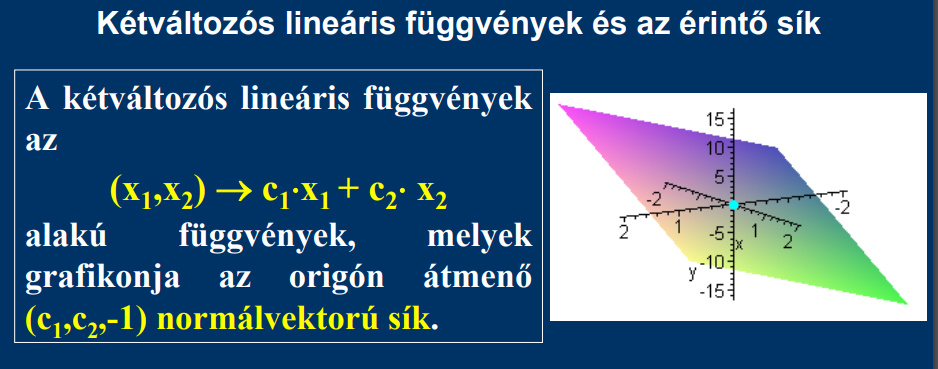 Kétváltozós lineáris függvények és az érintő sík
A kétváltozós lineáris függvények
az
(x₁,x₂) → c₁·x₁ + c₂· x₂
alakú függvények, melyek
grafikonja az origón átmenő
(c₁,c₂,-1) normálvektorú sík.
15
10
5
-2
-2
2
1
1
2
-5
x
-10
y
-15